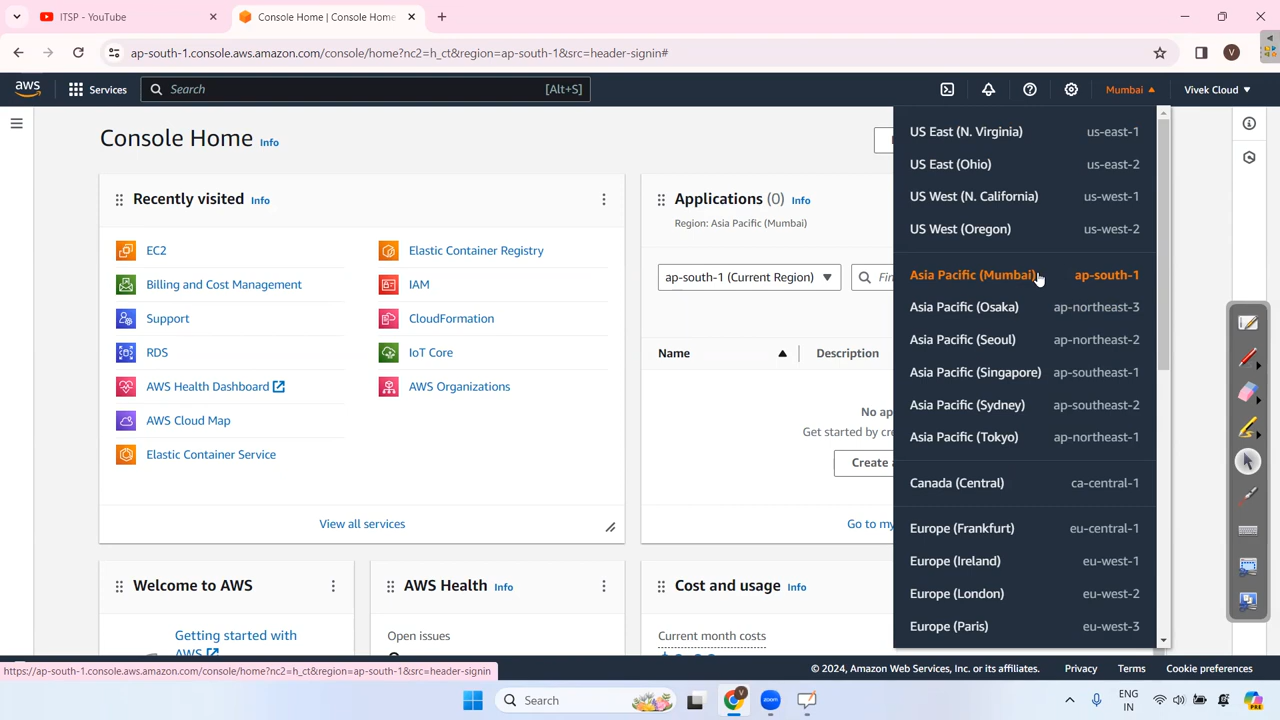 ITSP - YouTube
Console Home | Console Home
ap-south-1.console.aws.amazon.com/console/home?nc2=h_ct&region=ap-south-1&src=header-signin#
V
aws
Services
Search
[Alt+S]
Mumbai
Vivek Cloud
Console Home
Info
Recently visited
Info
EC2
Billing and Cost Management
Support
RDS
AWS Health Dashboard
AWS Cloud Map
Elastic Container Service
Elastic Container Registry
IAM
CloudFormation
IoT Core
AWS Organizations
View all services
Applications (0)
Info
Region: Asia Pacific (Mumbai)
ap-south-1 (Current Region)
Name
Description
Get started by
Create
Go to
US East (N. Virginia) us-east-1
US East (Ohio) us-east-2
US West (N. California) us-west-1
US West (Oregon) us-west-2
Asia Pacific (Mumbai) ap-south-1
Asia Pacific (Osaka) ap-northeast-3
Asia Pacific (Seoul) ap-northeast-2
Asia Pacific (Singapore) ap-southeast-1
Asia Pacific (Sydney) ap-southeast-2
Asia Pacific (Tokyo) ap-northeast-1
Canada (Central) ca-central-1
Europe (Frankfurt) eu-central-1
Europe (Ireland) eu-west-1
Europe (London) eu-west-2
Europe (Paris) eu-west-3
Welcome to AWS
Getting started with
AWS
AWS Health
Info
Open issues
Cost and usage
Info
Current month costs
https://ap-south-1.console.aws.amazon.com/console/home?nc2=h_ct&region=ap-south-1&src=header-signin
© 2024, Amazon Web Services, Inc. or its affiliates.
Privacy
Terms
Cookie preferences
Search
V
zoom
ENG
IN
PRE